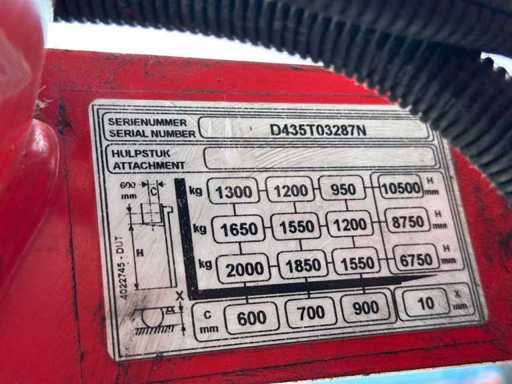 SERIENUMMER
SERIAL NUMBER D435T03287N
HULPSTUK
ATTACHMENT
600 mm C
kg 1300 1200 950 10500 H mm
kg 1650 1550 1200 8750 H mm
kg 2000 1850 1550 6750 H mm
H
X
C mm 600 700 900 10 X mm
4022745 - DUT